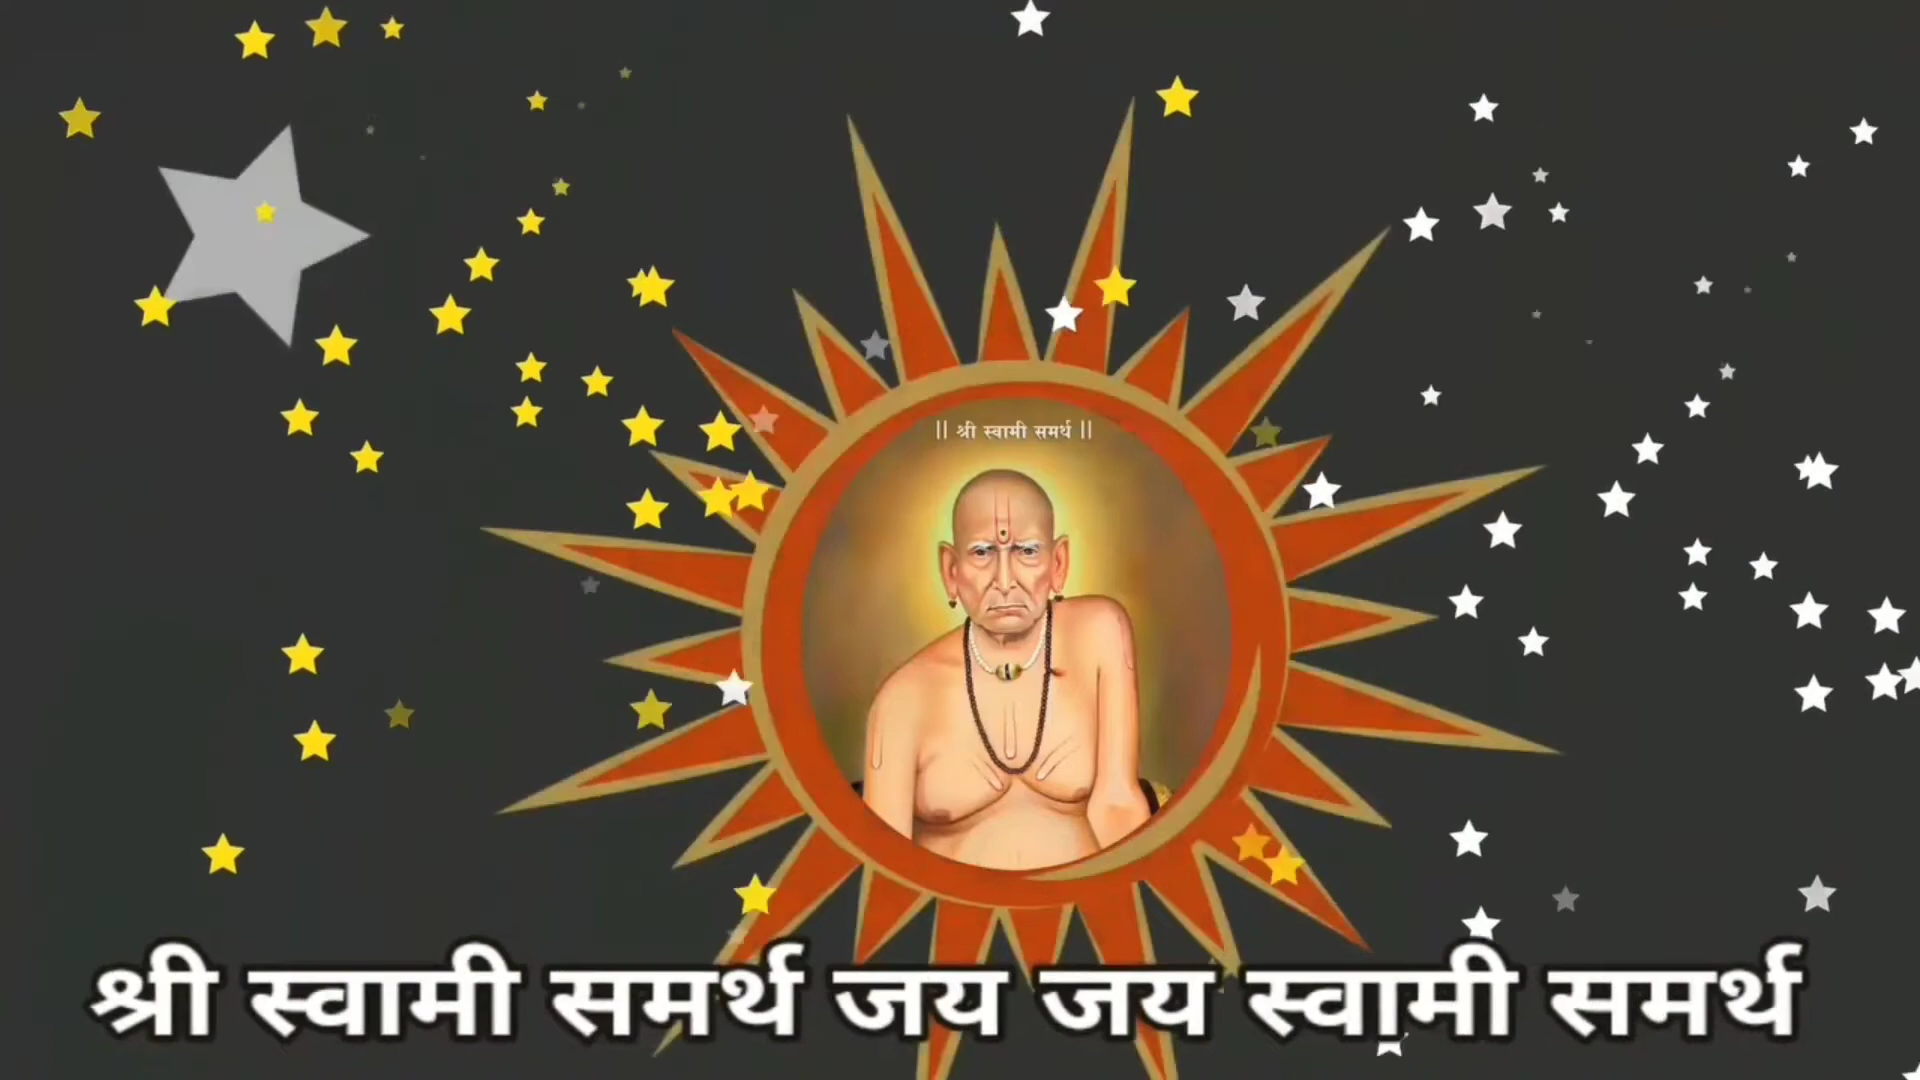 || श्री स्वामी समर्थ ||
श्री स्वामी समर्थ जय जय स्वामी समर्थ